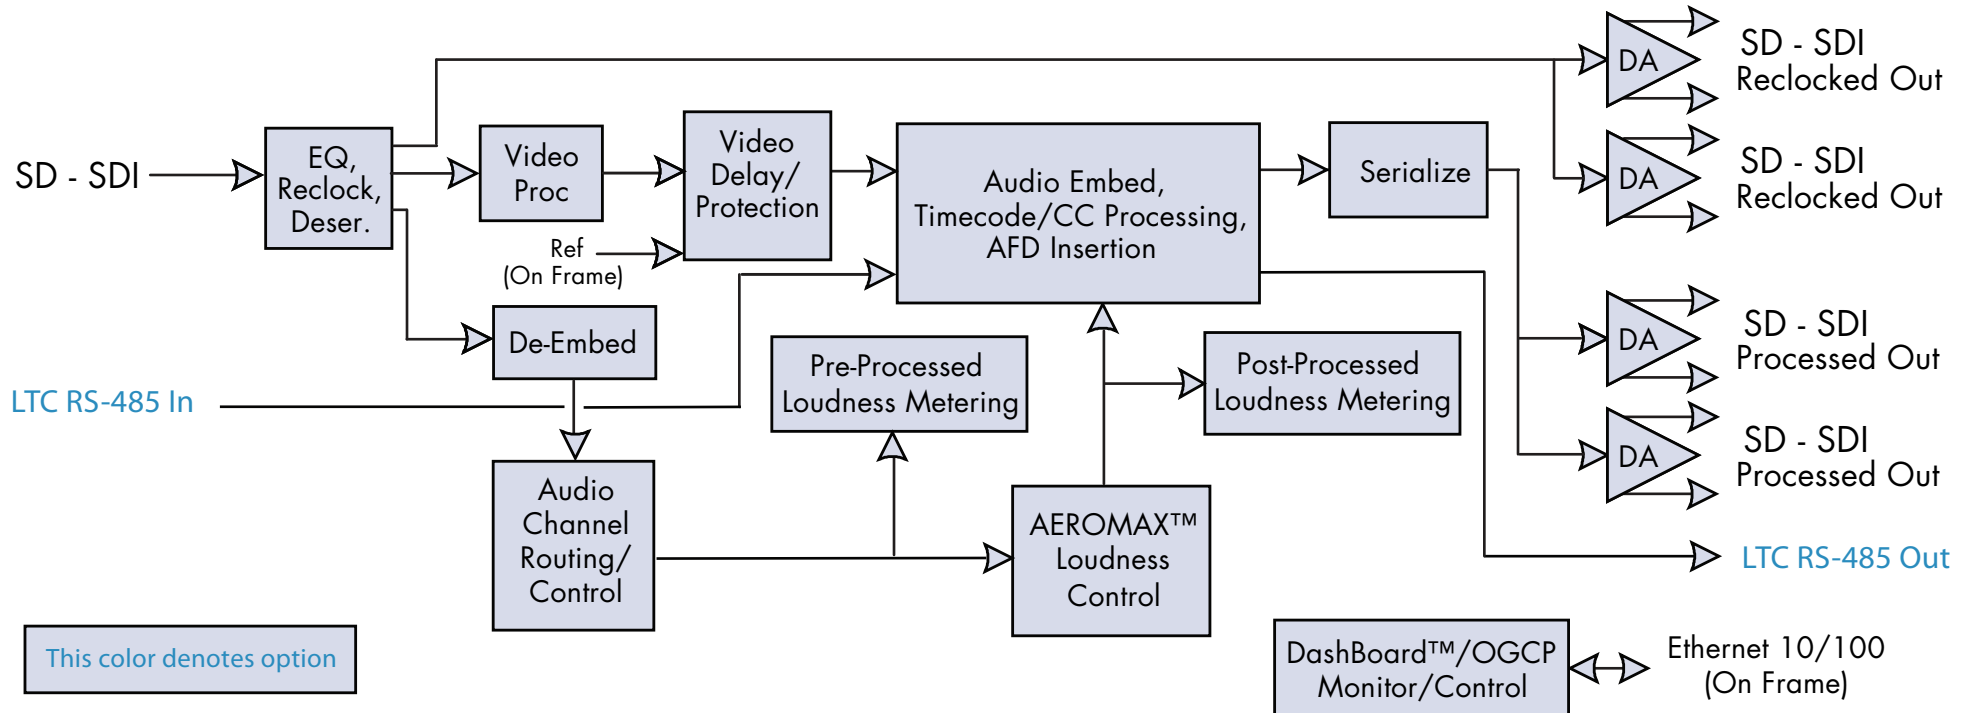 SD - SDI
EQ,
Reclock,
Deser.
Video
Proc
Video
Delay/
Protection
Ref
(On Frame)
Audio Embed,
Timecode/CC Processing,
AFD Insertion
Serialize
DA
SD - SDI
Reclocked Out
DA
SD - SDI
Reclocked Out
De-Embed
LTC RS-485 In
Pre-Processed
Loudness Metering
Post-Processed
Loudness Metering
DA
SD - SDI
Processed Out
DA
SD - SDI
Processed Out
Audio
Channel
Routing/
Control
AEROMAX™
Loudness
Control
LTC RS-485 Out
This color denotes option
DashBoard™/OGCP
Monitor/Control
Ethernet 10/100
(On Frame)